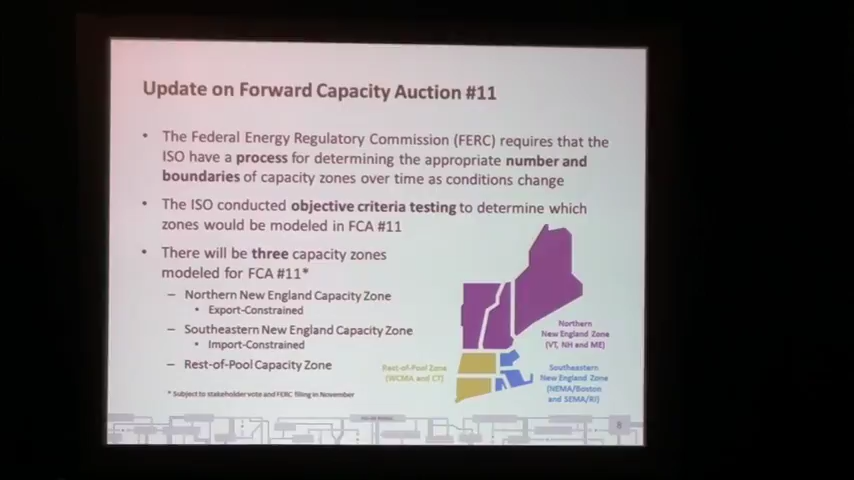 Update on Forward Capacity Auction #11
• The Federal Energy Regulatory Commission (FERC) requires that the
ISO have a process for determining the appropriate number and
boundaries of capacity zones over time as conditions change
• The ISO conducted objective criteria testing to determine which
zones would be modeled in FCA #11
• There will be three capacity zones
modeled for FCA #11*
– Northern New England Capacity Zone
• Export-Constrained
– Southeastern New England Capacity Zone
• Import-Constrained
– Rest-of-Pool Capacity Zone
* Subject to stakeholder vote and FERC filing in November
Northern
New England Zone
(VT, NH and ME)
Rest-of-Pool Zone
(WCMA and CT)
Southeastern
New England Zone
(NEMA/Boston
and SEMA/RI)
8